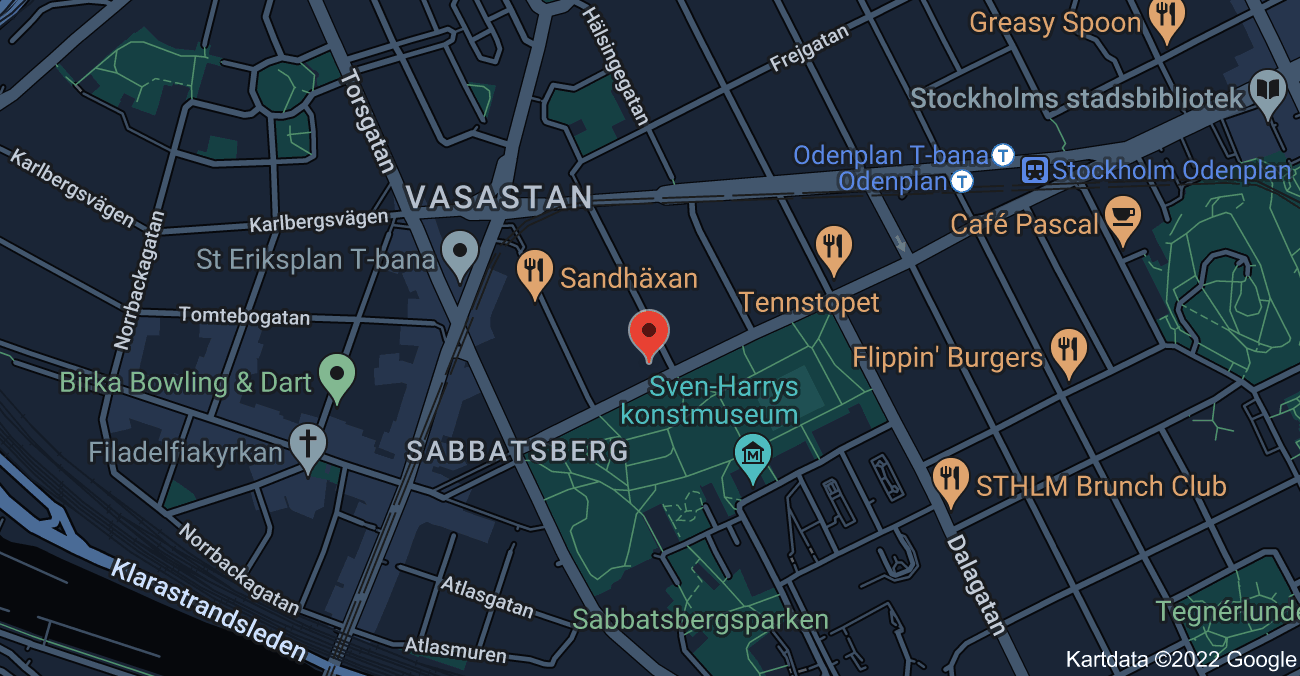 Greasy Spoon
Hälsingegatan
Frejgatan
Torsgatan
Stockholms stadsbibliotek
Karlbergsvägen
Odenplan T-bana
Odenplan
Stockholm Odenplan
VASASTAN
Karlbergsvägen
Café Pascal
St Eriksplan T-bana
Norrbackagatan
Sandhäxan
Tennstopet
Tomtebogatan
Flippin' Burgers
Birka Bowling & Dart
Sven-Harrys
konstmuseum
Filadelfiakyrkan
SABBATSBERG
STHLM Brunch Club
Norrbackagatan
Dalagatan
Klarastrandsleden
Atlasgatan
Sabbatsbergsparken
Tegnérlunde
Atlasmuren
Kartdata ©2022 Google